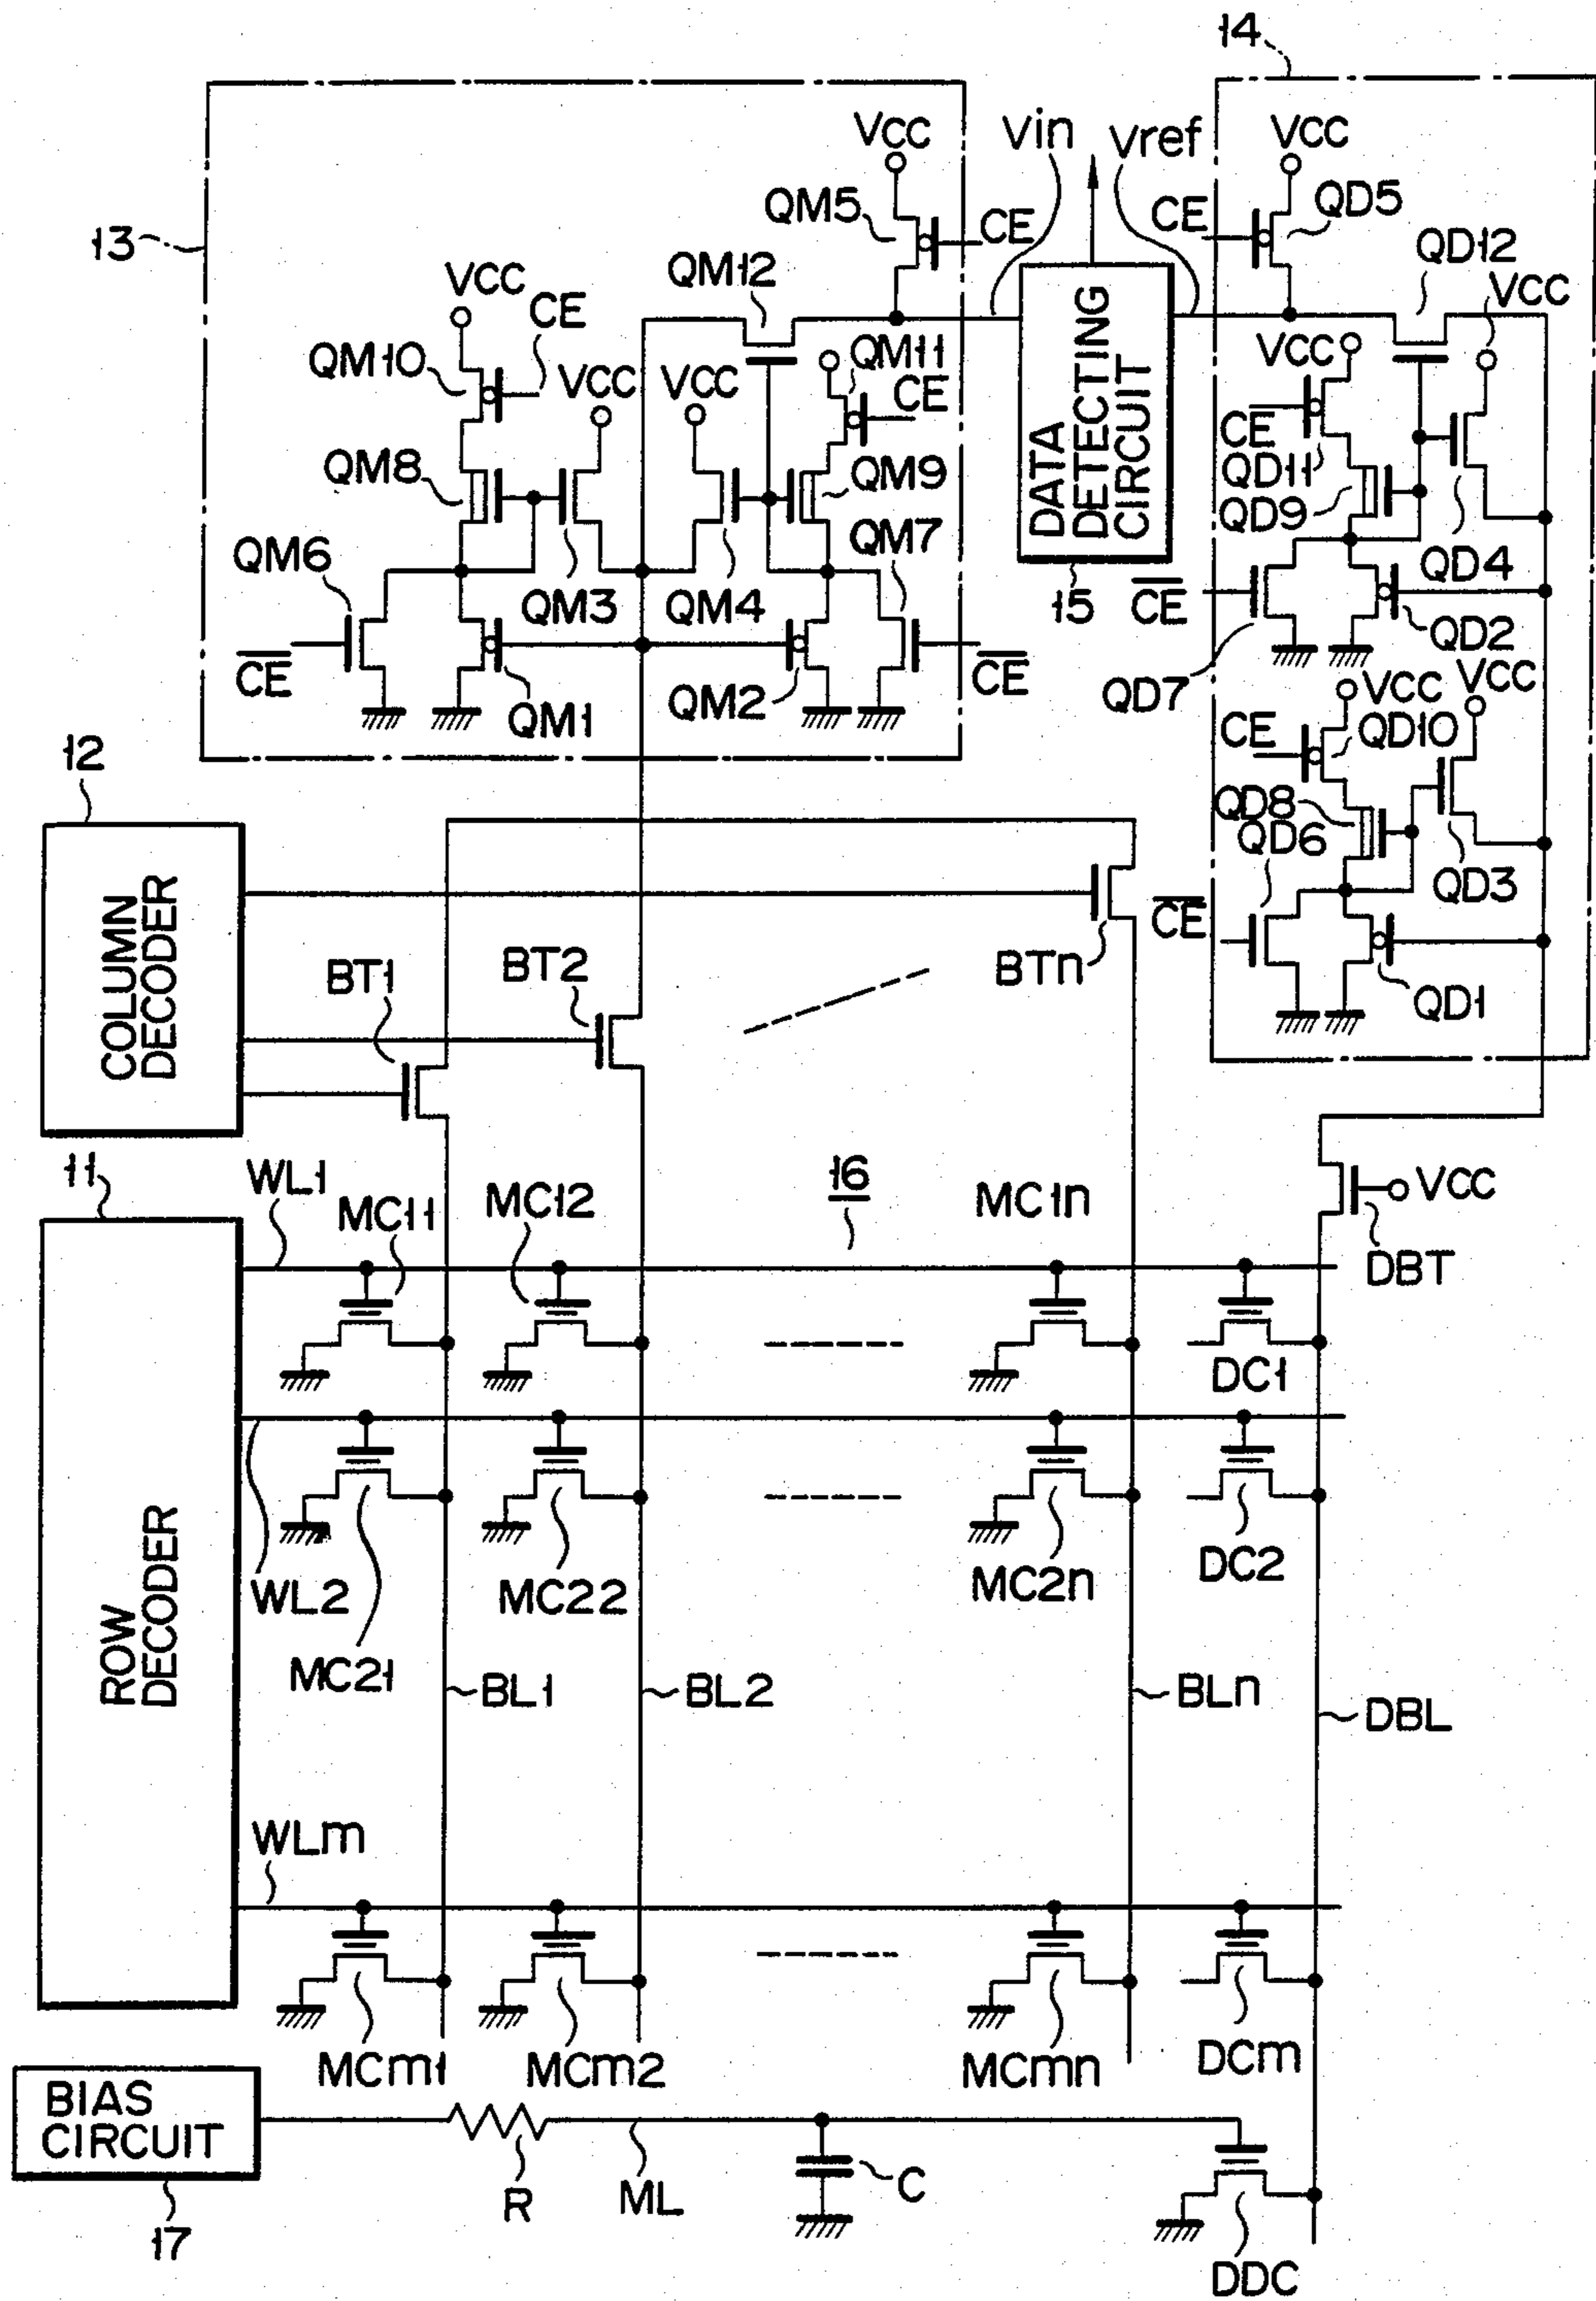 14
VCC
Vin
Vref
VCC
QM5
CE
CE
QD5
13
QM12
QD12
VCC
CE
VCC
QM10
VCC
VCC
QM11
CE
DATA
DETECTING
CIRCUIT
VCC
CE
QD11
QM8
QM9
QD9
QM6
QM7
QD4
QM3
QM4
15
C̅E̅
QD2
C̅E̅
QM1
QM2
C̅E̅
QD7
VCC
VCC
12
CE
QD10
QD8
QD6
QD3
COLUMN
DECODER
BT1
BT2
BTn
C̅E̅
QD1
11
WL1
MC11
MC12
16
MC1n
VCC
DBT
DC1
ROW
DECODER
WL2
MC21
MC22
MC2n
DC2
BL1
BL2
BLn
DBL
WLm
MCm1
MCm2
MCmn
DCm
BIAS
CIRCUIT
17
R
ML
C
DDC